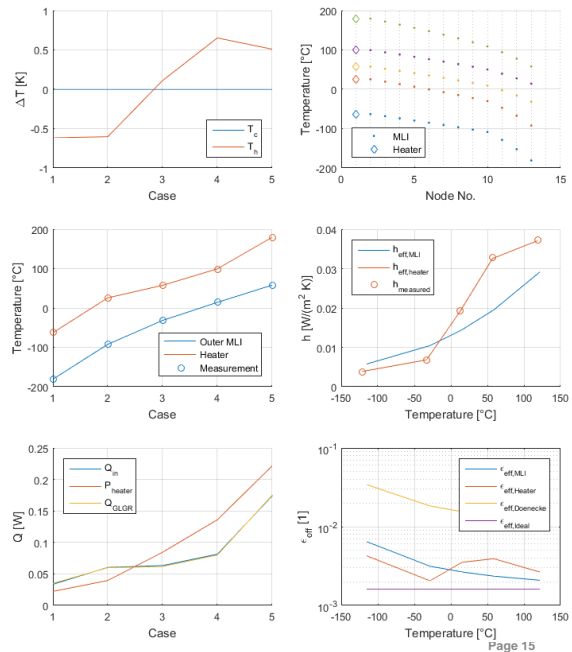 1
0.5
0
-0.5
-1
ΔT [K]
T_c
T_h
1 2 3 4 5
Case
200
100
0
-100
-200
Temperature [°C]
MLI
Heater
0 5 10 15
Node No.
200
100
0
-100
-200
Temperature [°C]
Outer MLI
Heater
Measurement
1 2 3 4 5
Case
0.04
0.03
0.02
0.01
0
h [W/(m² K)]
h_eff,MLI
h_eff,heater
h_measured
-150 -100 -50 0 50 100 150
Temperature [°C]
0.25
0.2
0.15
0.1
0.05
0
Q [W]
Q_in
P_heater
Q_GLGR
1 2 3 4 5
Case
10⁻¹
10⁻²
10⁻³
ϵ_eff [1]
ϵ_eff,MLI
ϵ_eff,Heater
ϵ_eff,Doenecke
ϵ_eff,Ideal
-150 -100 -50 0 50 100 150
Temperature [°C]
Page 15